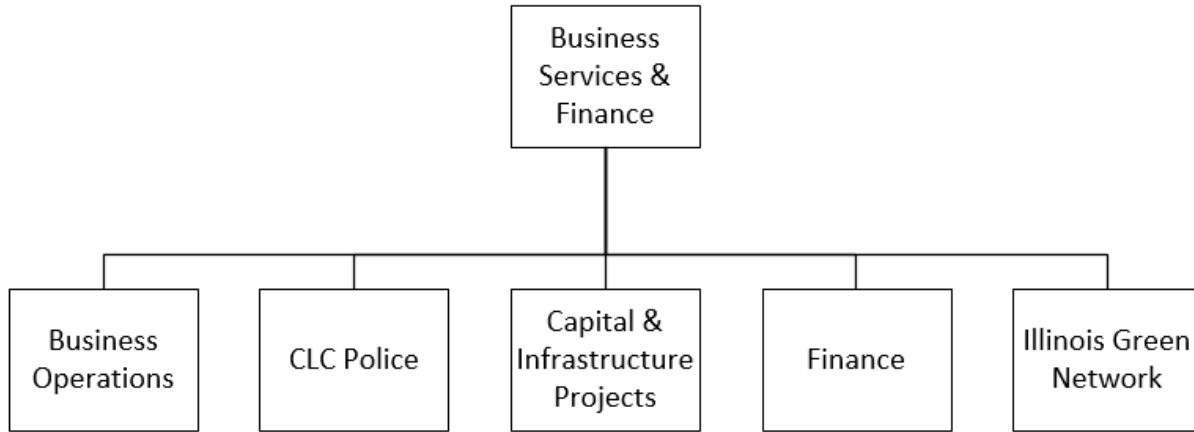 Business
Services &
Finance
Business
Operations
CLC Police
Capital &
Infrastructure
Projects
Finance
Illinois Green
Network